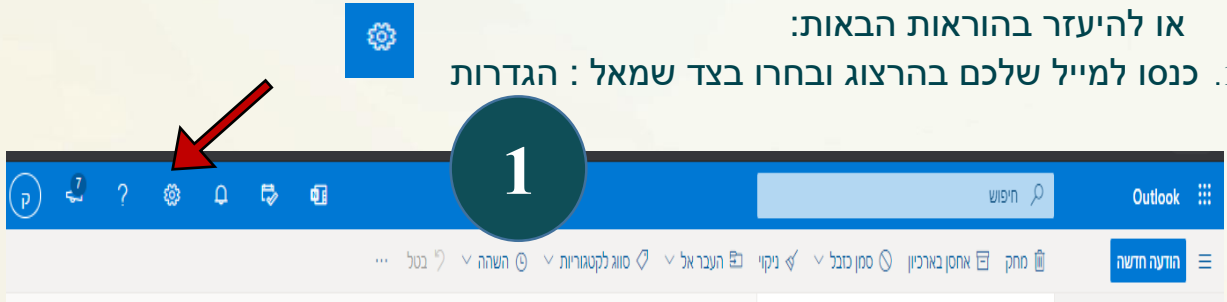 או להיעזר בהוראות הבאות:
. כנסו למייל שלכם בהרצוג ובחרו בצד שמאל : הגדרות
1
Outlook חיפוש 7 ק
הודעה חדשה מחק אחסן בארכיון סמן כזבל ניקוי העבר אל סווג לקטגוריות השהה בטל ...